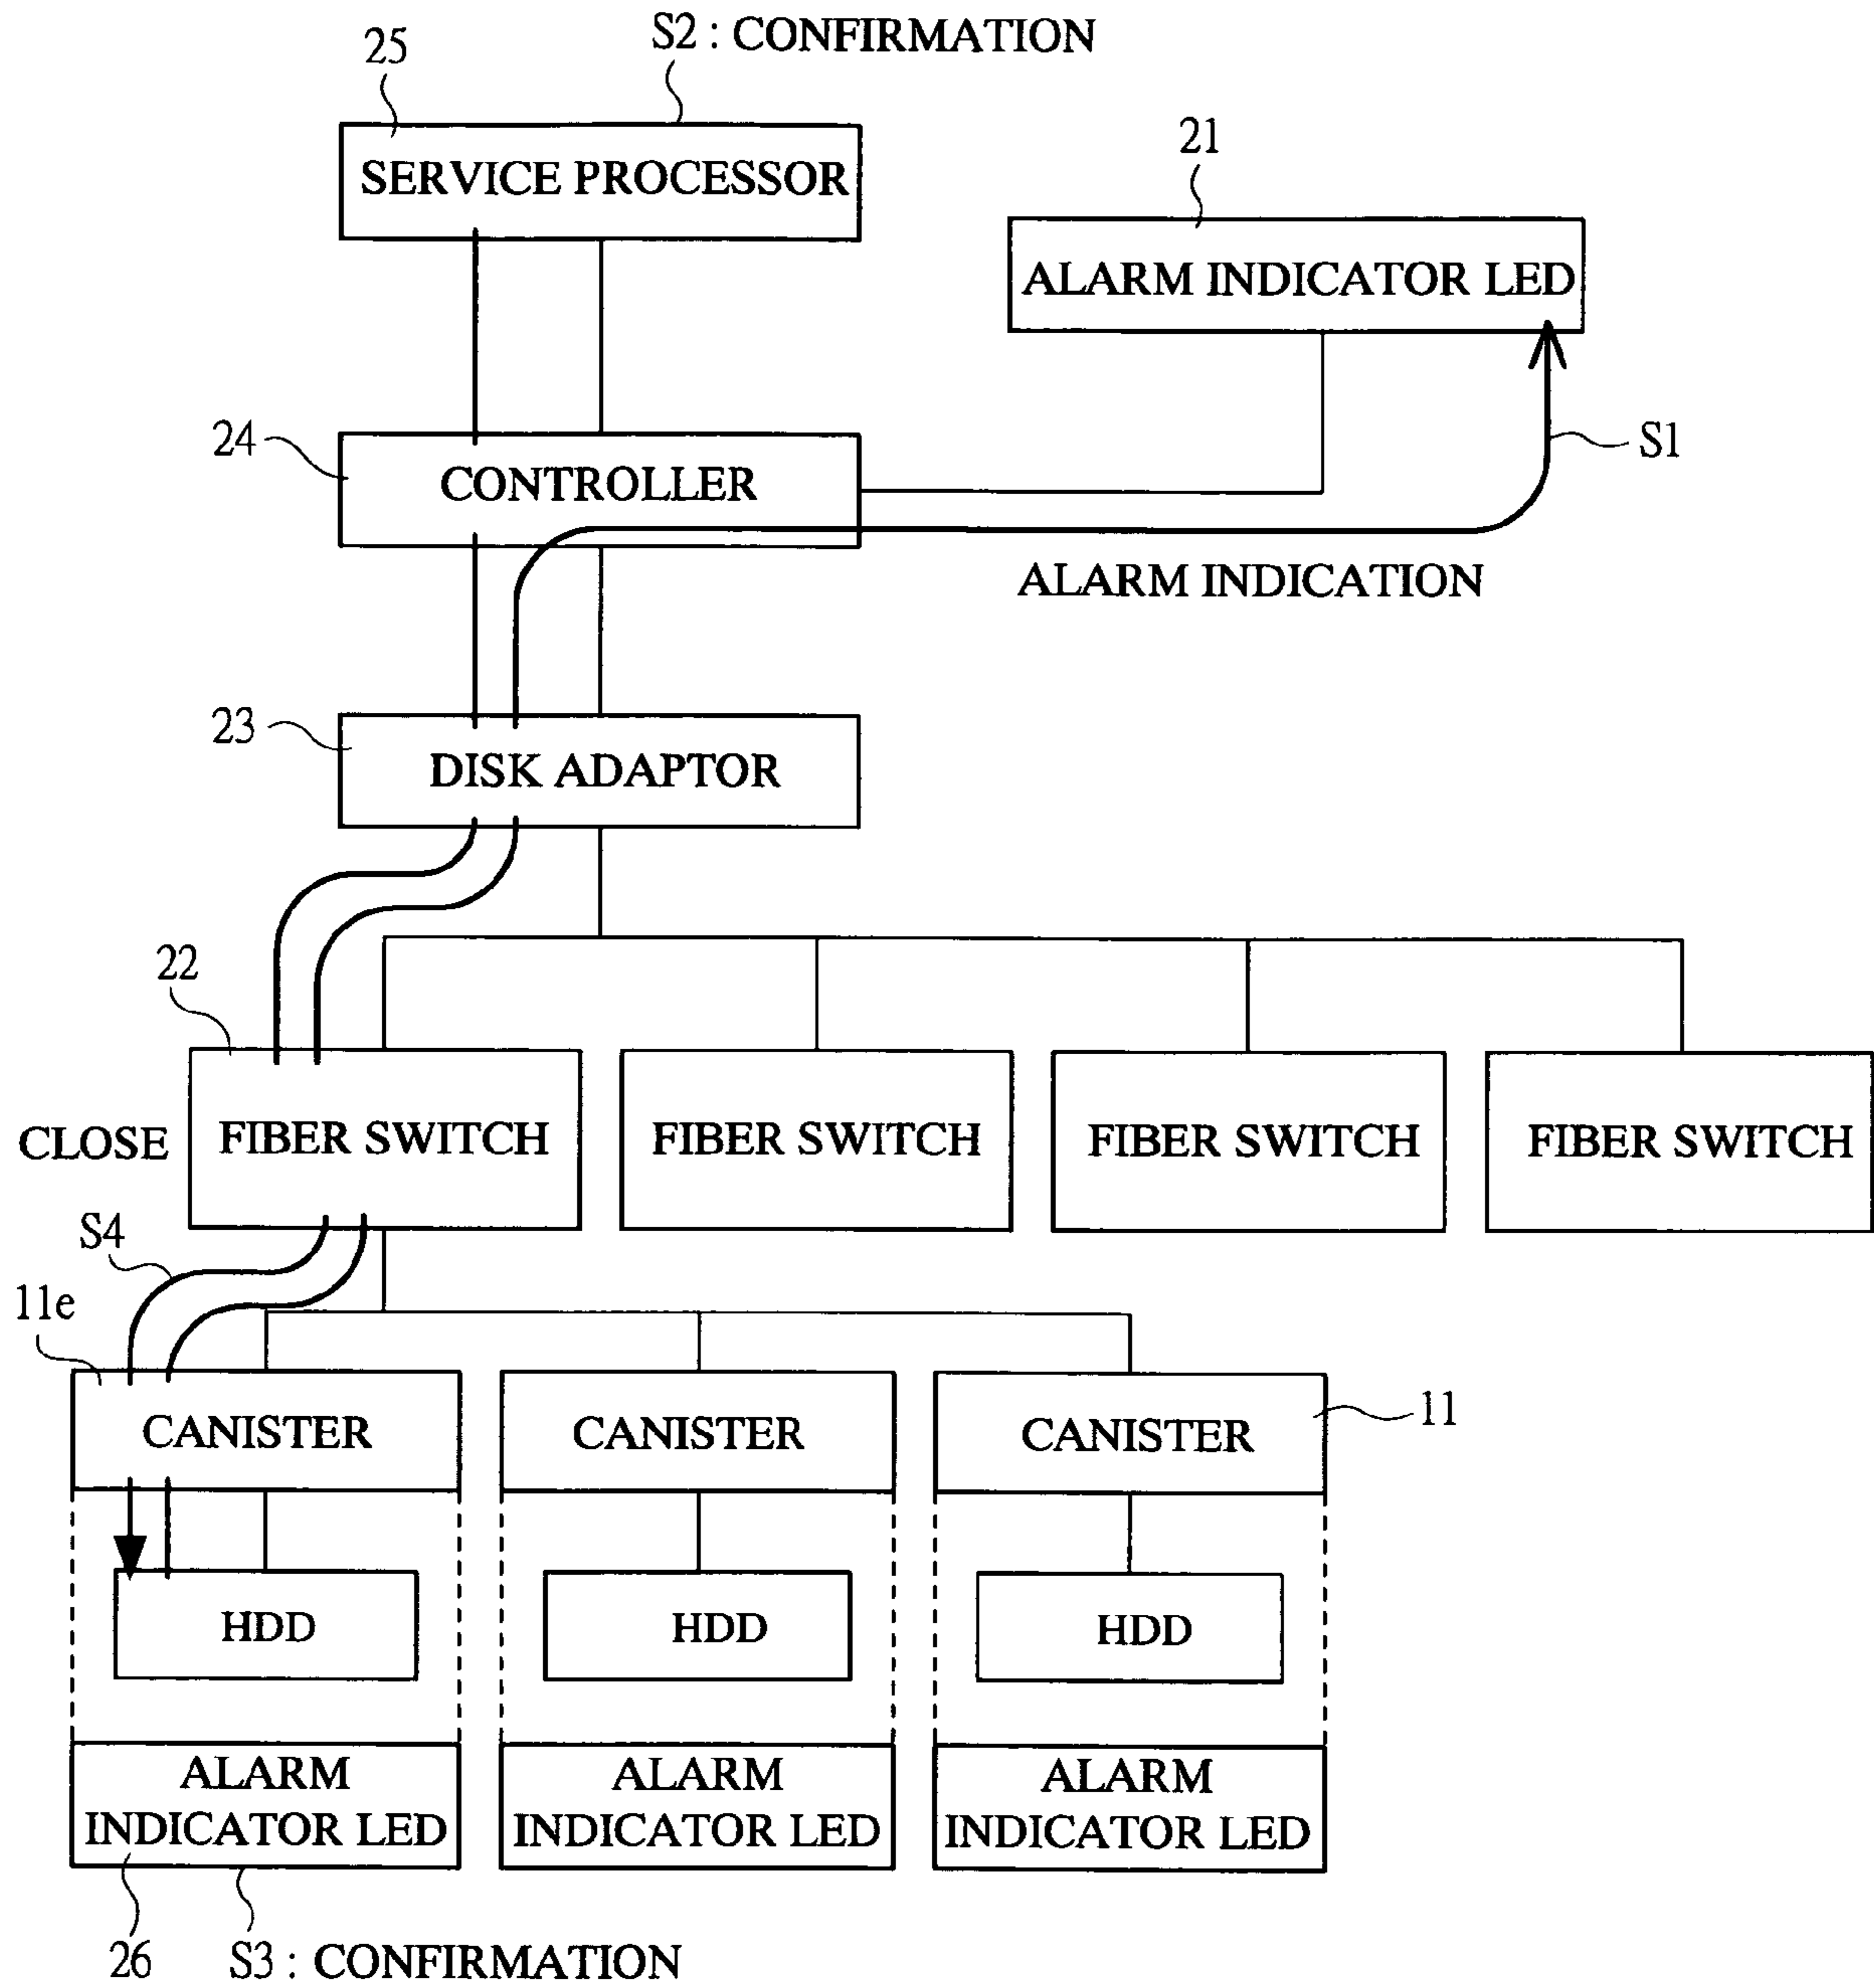 S2 : CONFIRMATION
25
21
SERVICE PROCESSOR
ALARM INDICATOR LED
24
S1
CONTROLLER
ALARM INDICATION
23
DISK ADAPTOR
22
CLOSE
FIBER SWITCH
FIBER SWITCH
FIBER SWITCH
FIBER SWITCH
S4
11e
11
CANISTER
CANISTER
CANISTER
HDD
HDD
HDD
ALARM
INDICATOR LED
ALARM
INDICATOR LED
ALARM
INDICATOR LED
26
S3 : CONFIRMATION